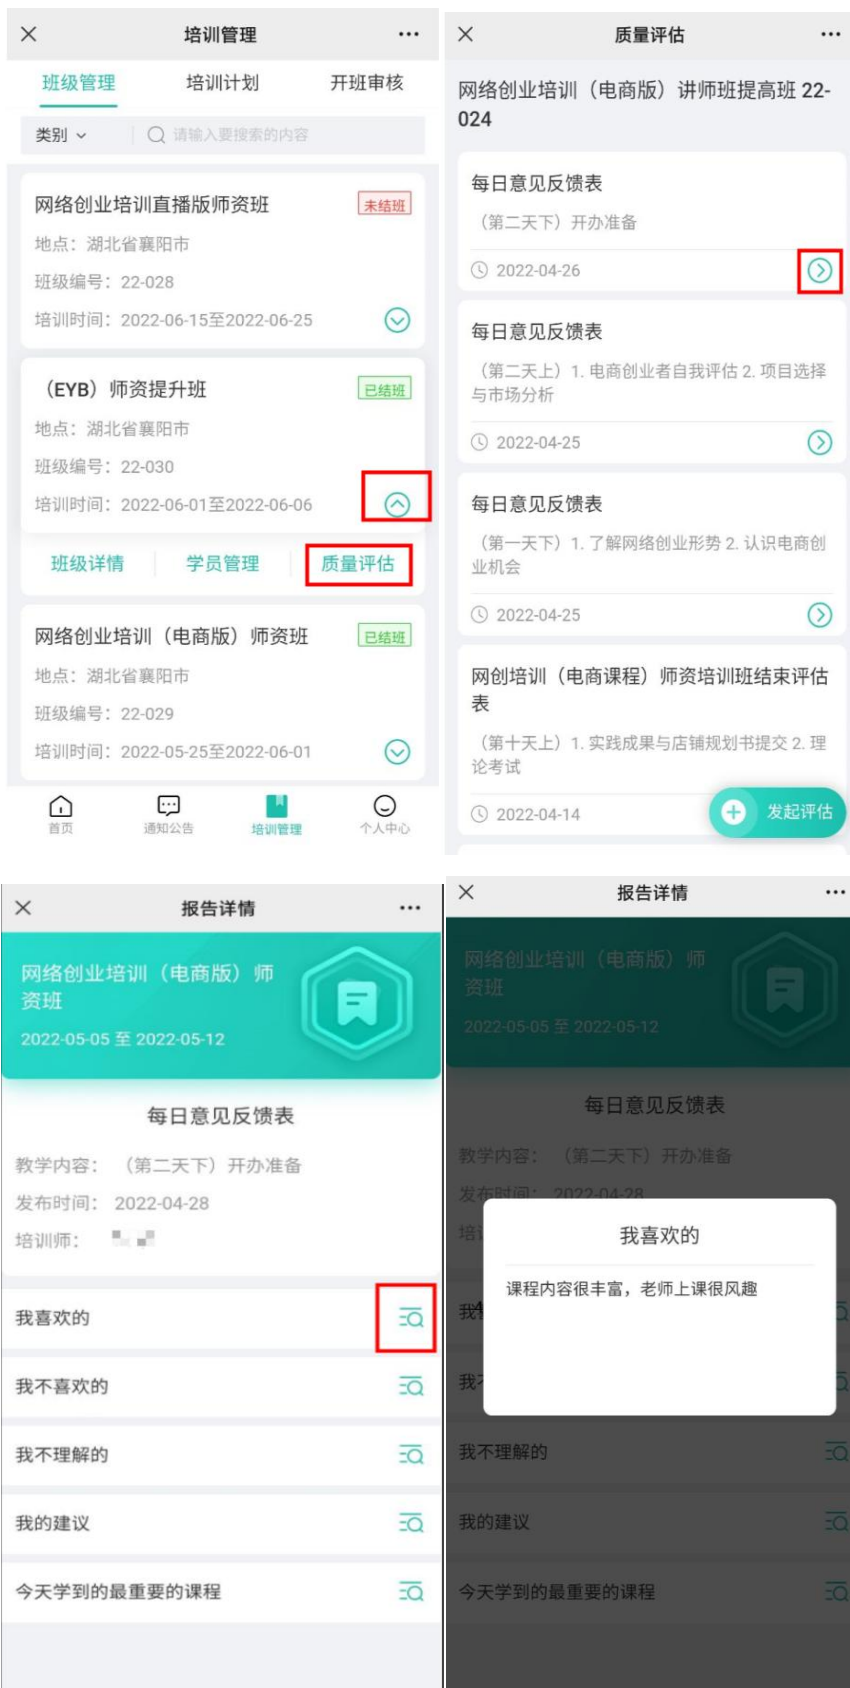 培训管理
班级管理
培训计划
开班审核
类别
请输入要搜索的内容
网络创业培训直播版师资班
未结班
地点：湖北省襄阳市
班级编号：22-028
培训时间：2022-06-15至2022-06-25
（EYB）师资提升班
已结班
地点：湖北省襄阳市
班级编号：22-030
培训时间：2022-06-01至2022-06-06
班级详情
学员管理
质量评估
网络创业培训（电商版）师资班
已结班
地点：湖北省襄阳市
班级编号：22-029
培训时间：2022-05-25至2022-06-01
首页
通知公告
培训管理
个人中心
质量评估
网络创业培训（电商版）讲师班提高班 22-
024
每日意见反馈表
（第二天下）开办准备
2022-04-26
每日意见反馈表
（第二天上）1. 电商创业者自我评估 2. 项目选择
与市场分析
2022-04-25
每日意见反馈表
（第一天下）1. 了解网络创业形势 2. 认识电商创
业机会
2022-04-25
网创培训（电商课程）师资培训班结束评估
表
（第十天上）1. 实践成果与店铺规划书提交 2. 理
论考试
2022-04-14
发起评估
报告详情
网络创业培训（电商版）师
资班
2022-05-05 至 2022-05-12
每日意见反馈表
教学内容： （第二天下）开办准备
发布时间： 2022-04-28
培训师：
我喜欢的
我不喜欢的
我不理解的
我的建议
今天学到的最重要的课程
报告详情
网络创业培训（电商版）师
资班
2022-05-05 至 2022-05-12
每日意见反馈表
教学内容： （第二天下）开办准备
发布时间： 2022-04-28
培
我喜欢的
课程内容很丰富，老师上课很风趣
我
我不
我不理解的
我的建议
今天学到的最重要的课程